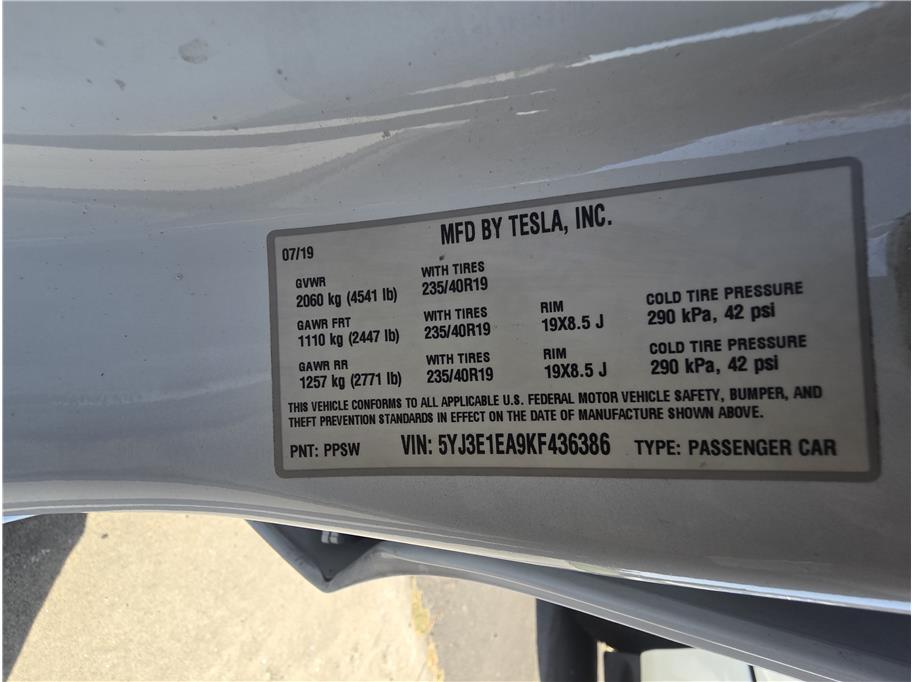 MFD BY TESLA, INC.
07/19
GVWR WITH TIRES
2060 kg (4541 lb) 235/40R19
GAWR FRT WITH TIRES RIM COLD TIRE PRESSURE
1110 kg (2447 lb) 235/40R19 19X8.5 J 290 kPa, 42 psi
GAWR RR WITH TIRES RIM COLD TIRE PRESSURE
1257 kg (2771 lb) 235/40R19 19X8.5 J 290 kPa, 42 psi
THIS VEHICLE CONFORMS TO ALL APPLICABLE U.S. FEDERAL MOTOR VEHICLE SAFETY, BUMPER, AND
THEFT PREVENTION STANDARDS IN EFFECT ON THE DATE OF MANUFACTURE SHOWN ABOVE.
PNT: PPSW VIN: 5YJ3E1EA9KF436386 TYPE: PASSENGER CAR